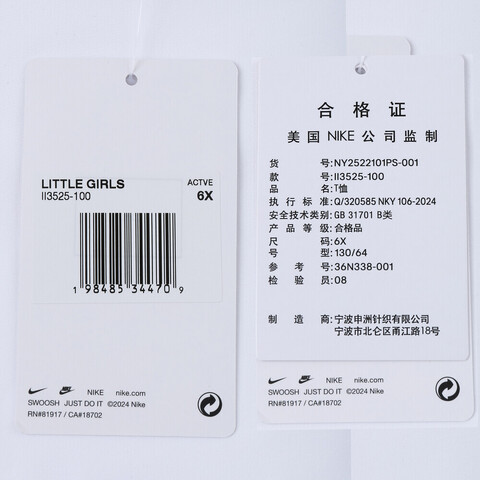 LITTLE GIRLS
II3525-100
ACTVE
6X
1 98485 34470 9
NIKE nike.com
SWOOSH JUST DO IT ©2024 Nike
RN#81917 / CA#18702
合格证
美国NIKE公司监制
货号:NY2522101PS-001
款号:II3525-100
品名:T恤
执行标准:Q/320585 NKY 106-2024
安全技术类别:GB 31701 B类
产品等级:合格品
尺码:6X
号型:130/64
参考号:36N338-001
检验员:08
制造商:宁波申洲针织有限公司
宁波市北仑区甬江路18号
NIKE nike.com
SWOOSH JUST DO IT ©2024 Nike
RN#81917 / CA#18702